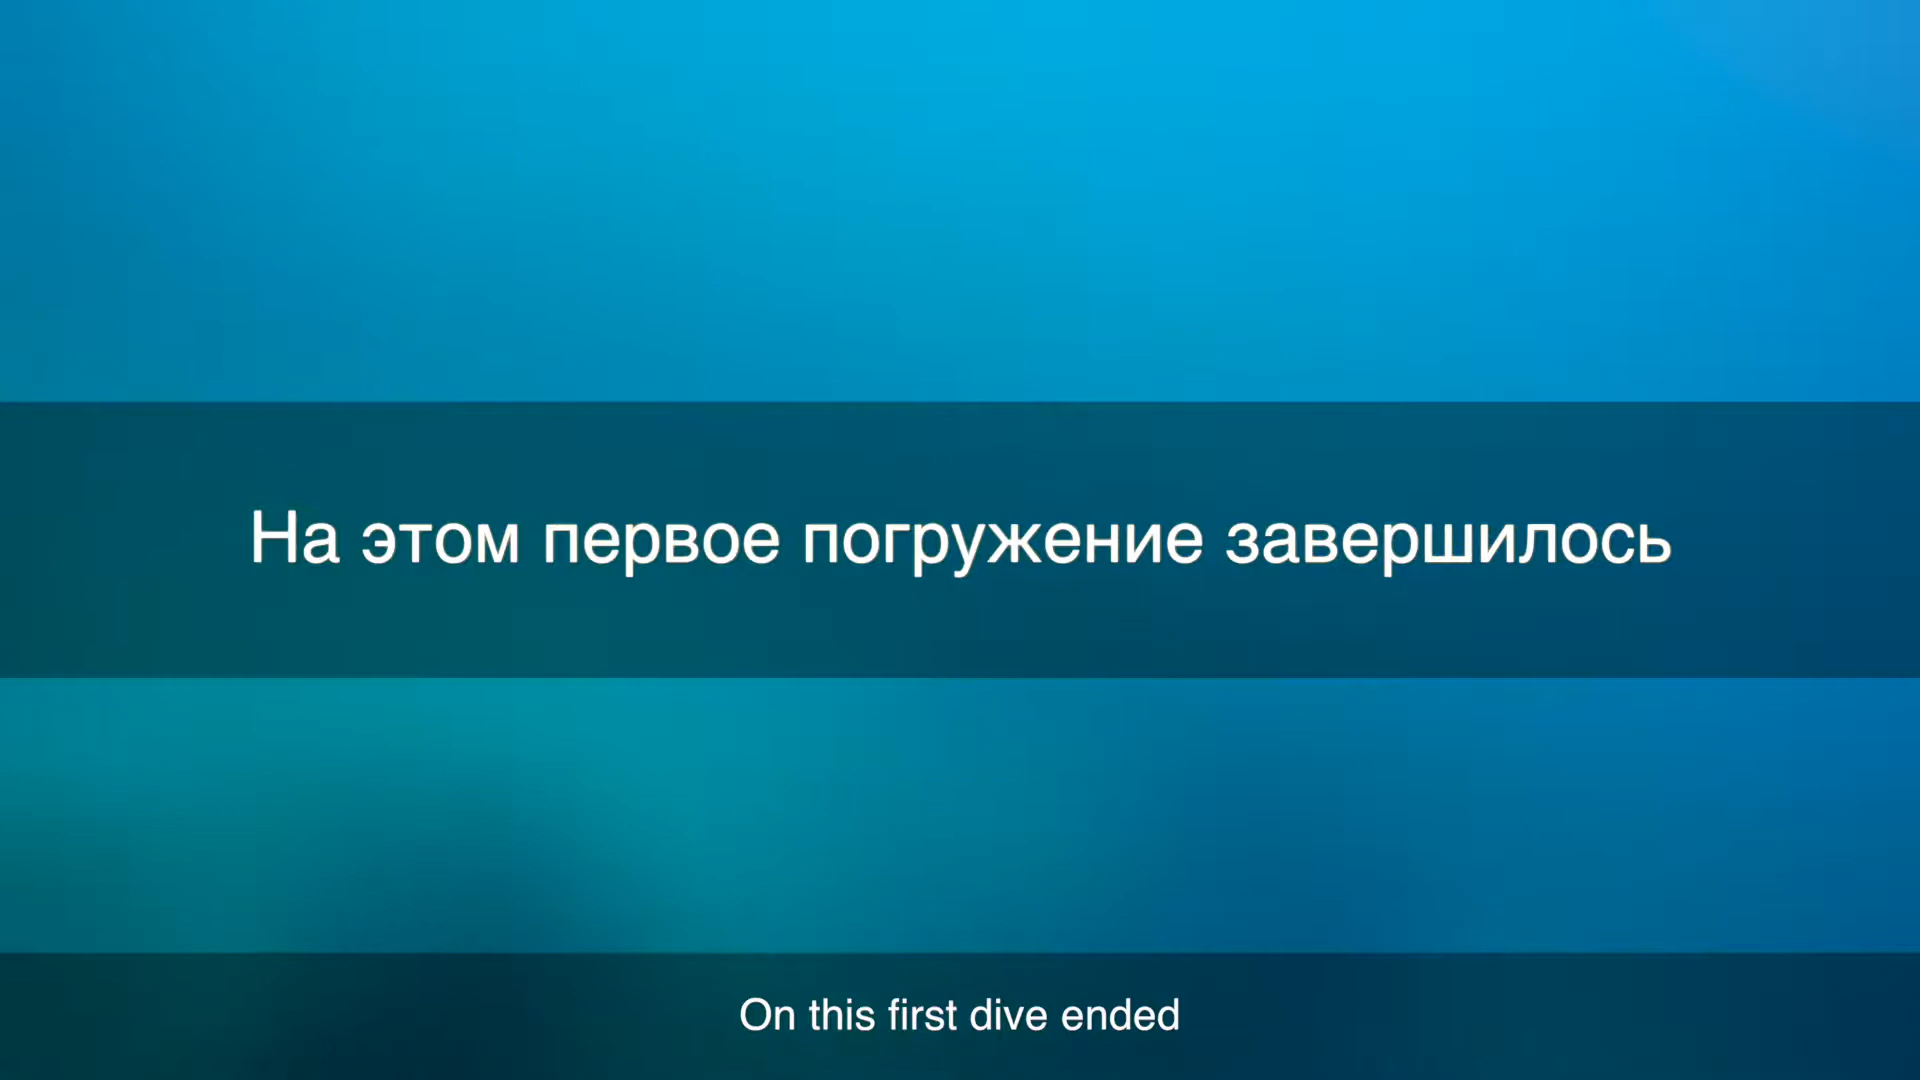 На этом первое погружение завершилось
On this first dive ended